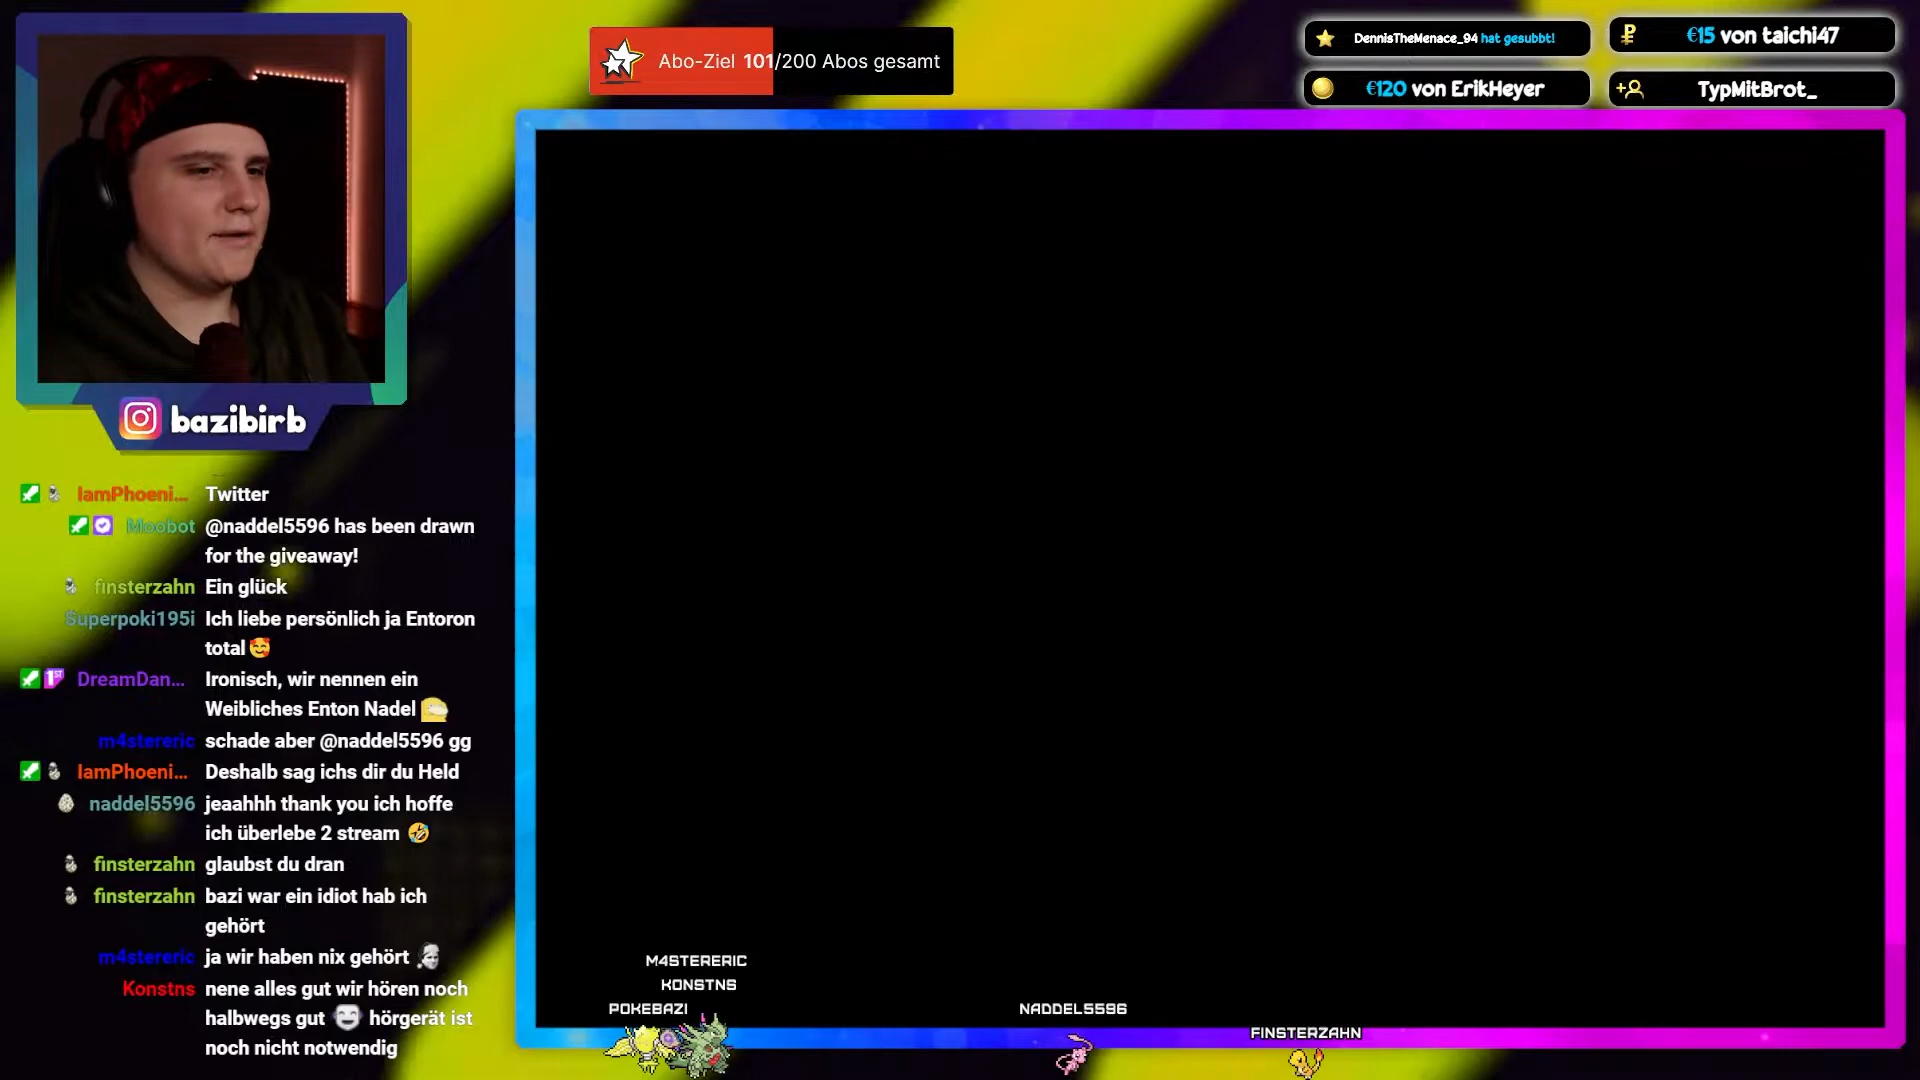 Abo-Ziel 101/200 Abos gesamt
DennisTheMenace_94 hat gesubbt!
€15 von taichi47
€120 von ErikHeyer
TypMitBrot_
bazibirb
IamPhoeni... Twitter
Moobot @naddel5596 has been drawn
for the giveaway!
finsterzahn Ein glück
Superpoki195i Ich liebe persönlich ja Entoron
total 🥰
DreamDan... Ironisch, wir nennen ein
Weibliches Enton Nadel
m4stereric schade aber @naddel5596 gg
IamPhoeni... Deshalb sag ichs dir du Held
naddel5596 jeaahhh thank you ich hoffe
ich überlebe 2 stream 🤣
finsterzahn glaubst du dran
finsterzahn bazi war ein idiot hab ich
gehört
m4stereric ja wir haben nix gehört
Konstns nene alles gut wir hören noch
halbwegs gut hörgerät ist
noch nicht notwendig
M4STERERIC
KONSTNS
POKEBAZI
NADDEL5596
FINSTERZAHN